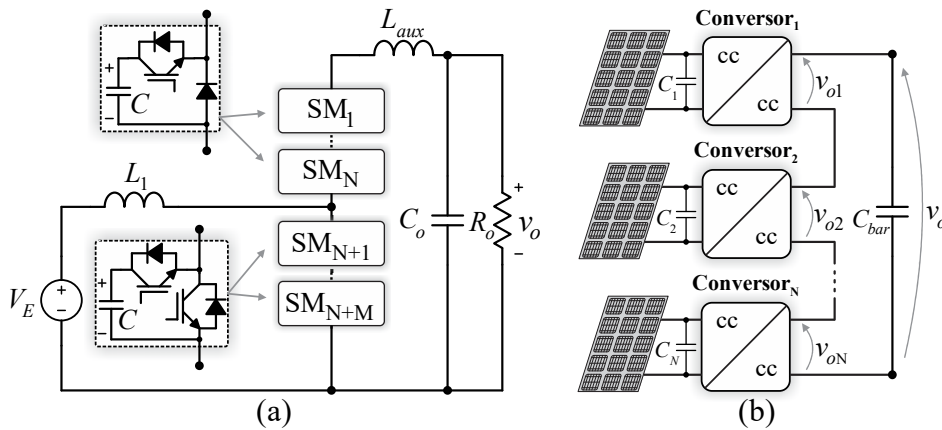 L_aux
+
C
−
SM_1
SM_N
L_1
SM_N+1
SM_N+M
+
C
−
V_E
+
−
C_o
R_o
+
v_o
−
(a)
Conversor_1
cc
cc
C_1
v_o1
Conversor_2
cc
cc
C_2
v_o2
C_bar
v_o
Conversor_N
cc
cc
C_N
v_oN
(b)